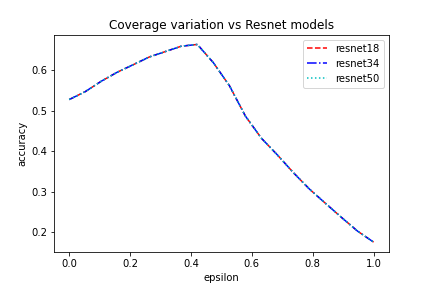 Coverage variation vs Resnet models
resnet18
resnet34
resnet50
accuracy
0.6
0.5
0.4
0.3
0.2
0.0 0.2 0.4 0.6 0.8 1.0
epsilon